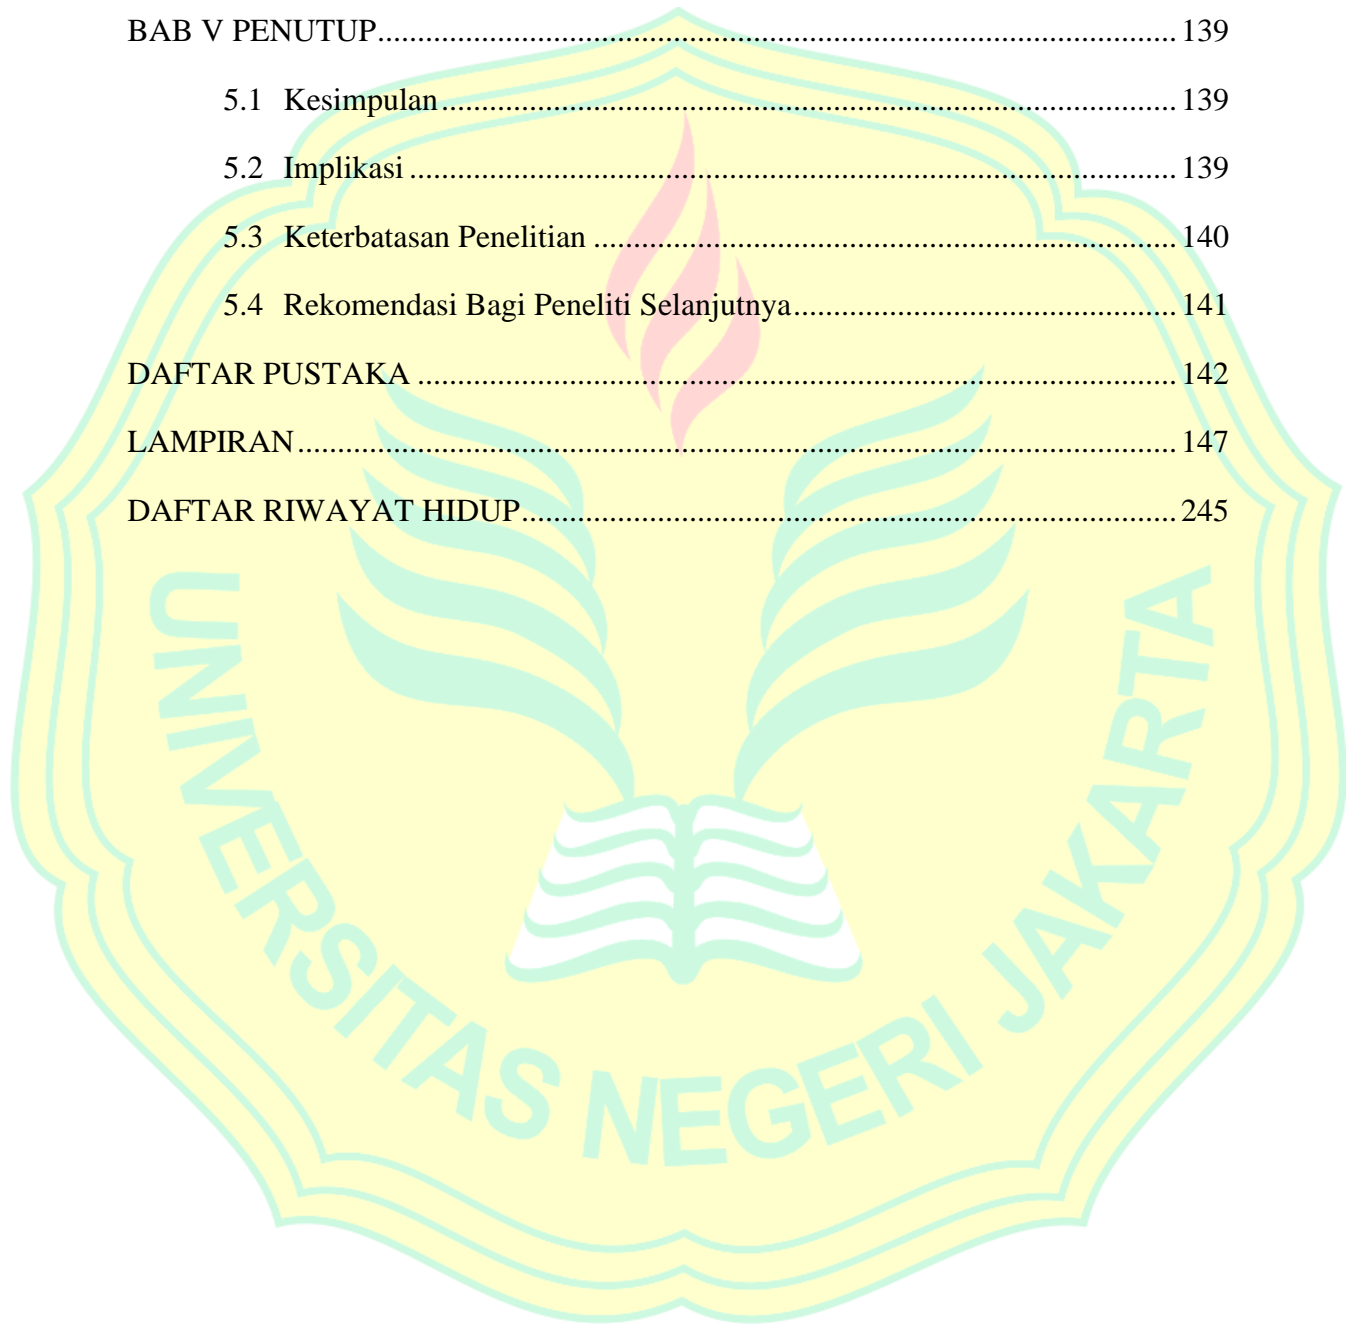 BAB V PENUTUP.................................................................................................... 139
5.1 Kesimpulan............................................................................................ 139
5.2 Implikasi ................................................................................................ 139
5.3 Keterbatasan Penelitian ......................................................................... 140
5.4 Rekomendasi Bagi Peneliti Selanjutnya................................................ 141
DAFTAR PUSTAKA ............................................................................................... 142
LAMPIRAN.............................................................................................................. 147
DAFTAR RIWAYAT HIDUP.................................................................................. 245
UNIVERSITAS NEGERI JAKARTA